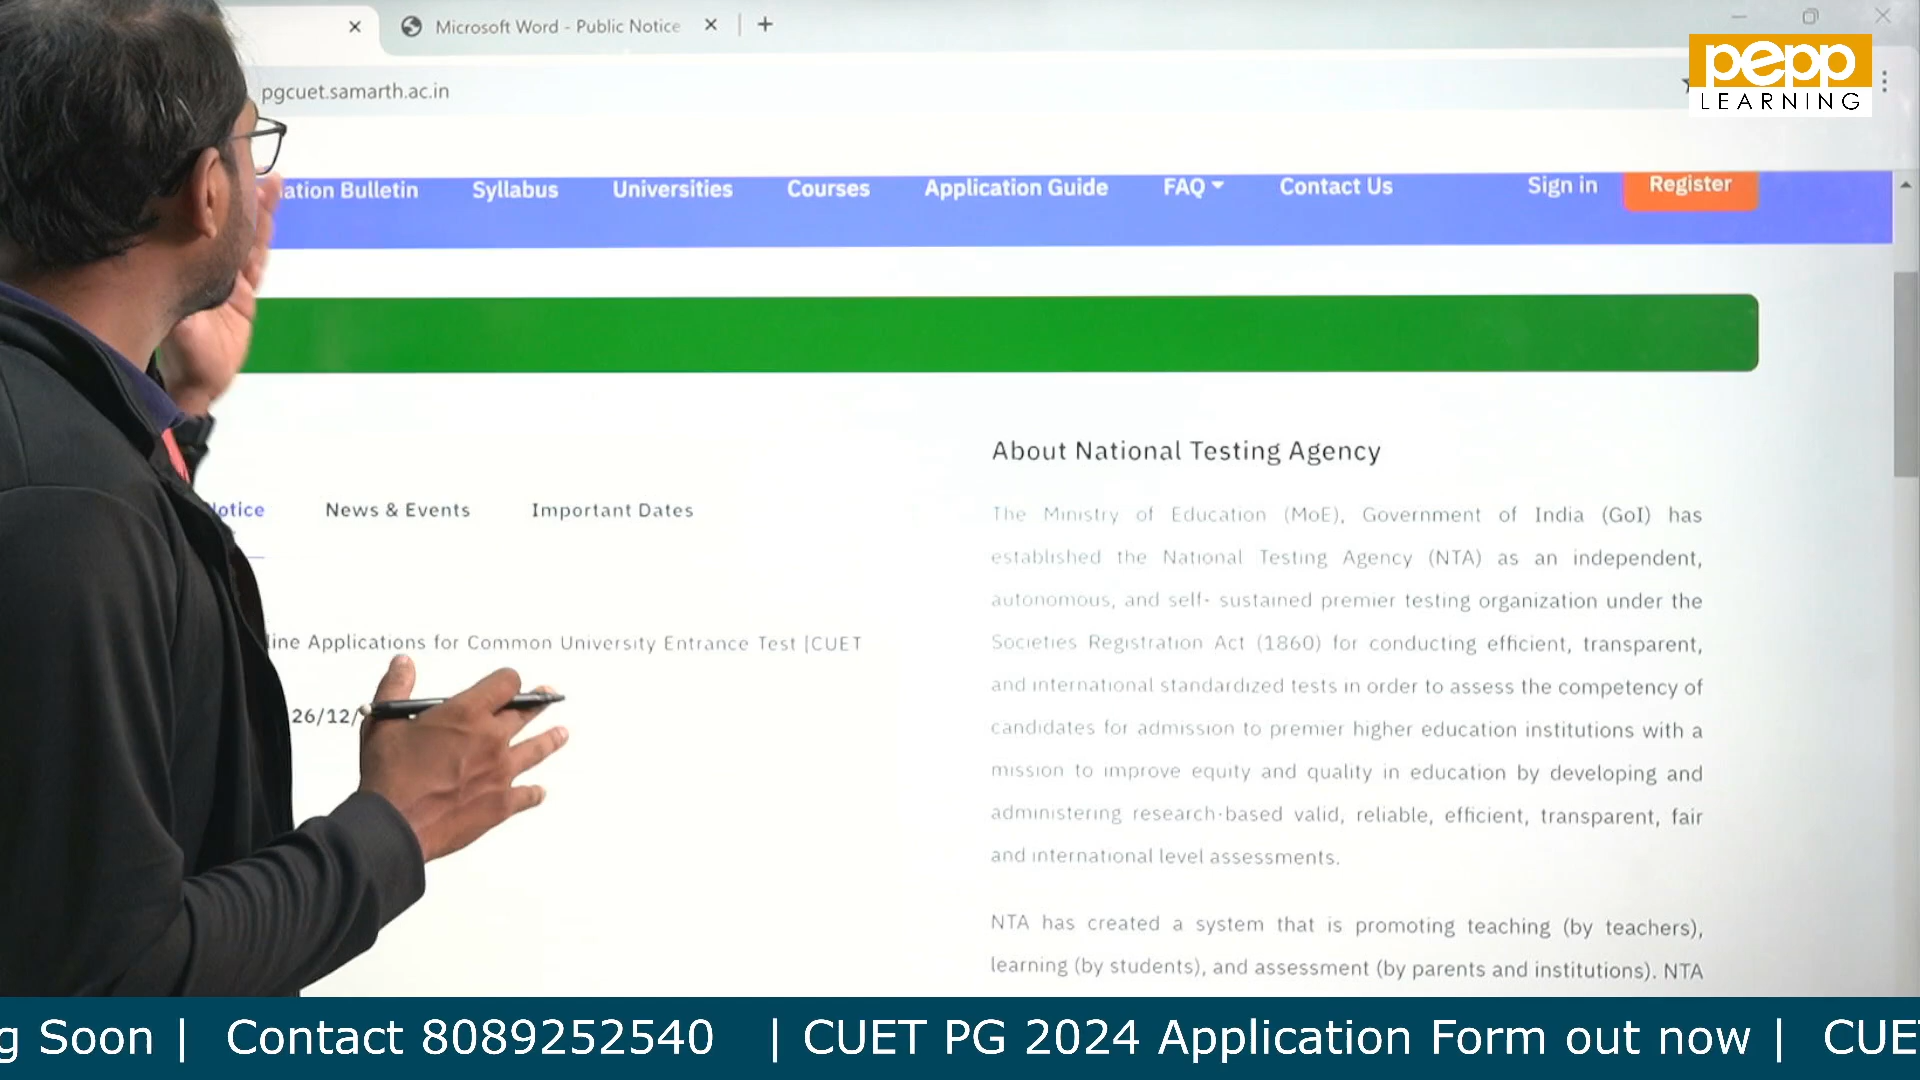 Microsoft Word - Public Notice
pgcuet.samarth.ac.in
pepp
LEARNING
ation Bulletin Syllabus Universities Courses Application Guide FAQ Contact Us Sign in Register
About National Testing Agency
otice News & Events Important Dates
The Ministry of Education (MoE), Government of India (GoI) has
established the National Testing Agency (NTA) as an independent,
autonomous, and self- sustained premier testing organization under the
Societies Registration Act (1860) for conducting efficient, transparent,
and international standardized tests in order to assess the competency of
candidates for admission to premier higher education institutions with a
mission to improve equity and quality in education by developing and
administering research-based valid, reliable, efficient, transparent, fair
and international level assessments.
line Applications for Common University Entrance Test [CUET
26/12/
NTA has created a system that is promoting teaching (by teachers),
learning (by students), and assessment (by parents and institutions). NTA
g Soon | Contact 8089252540 | CUET PG 2024 Application Form out now | CUE